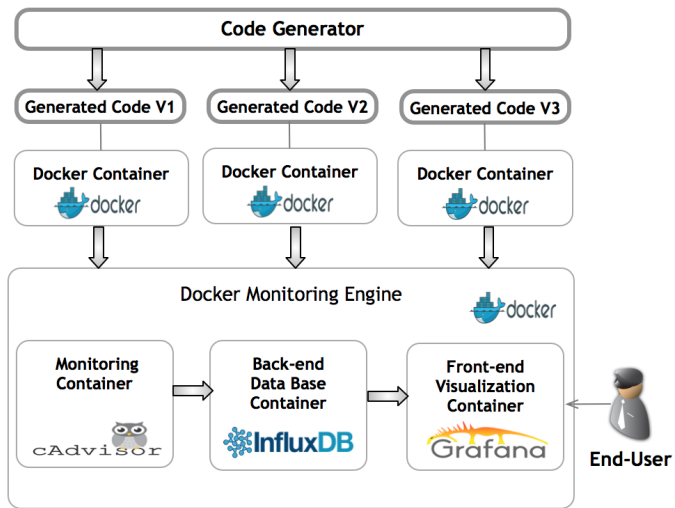 Code Generator
Generated Code V1
Generated Code V2
Generated Code V3
Docker Container
docker
Docker Container
docker
Docker Container
docker
Docker Monitoring Engine
docker
Monitoring
Container
cAdvisor
Back-end
Data Base
Container
InfluxDB
Front-end
Visualization
Container
Grafana
End-User